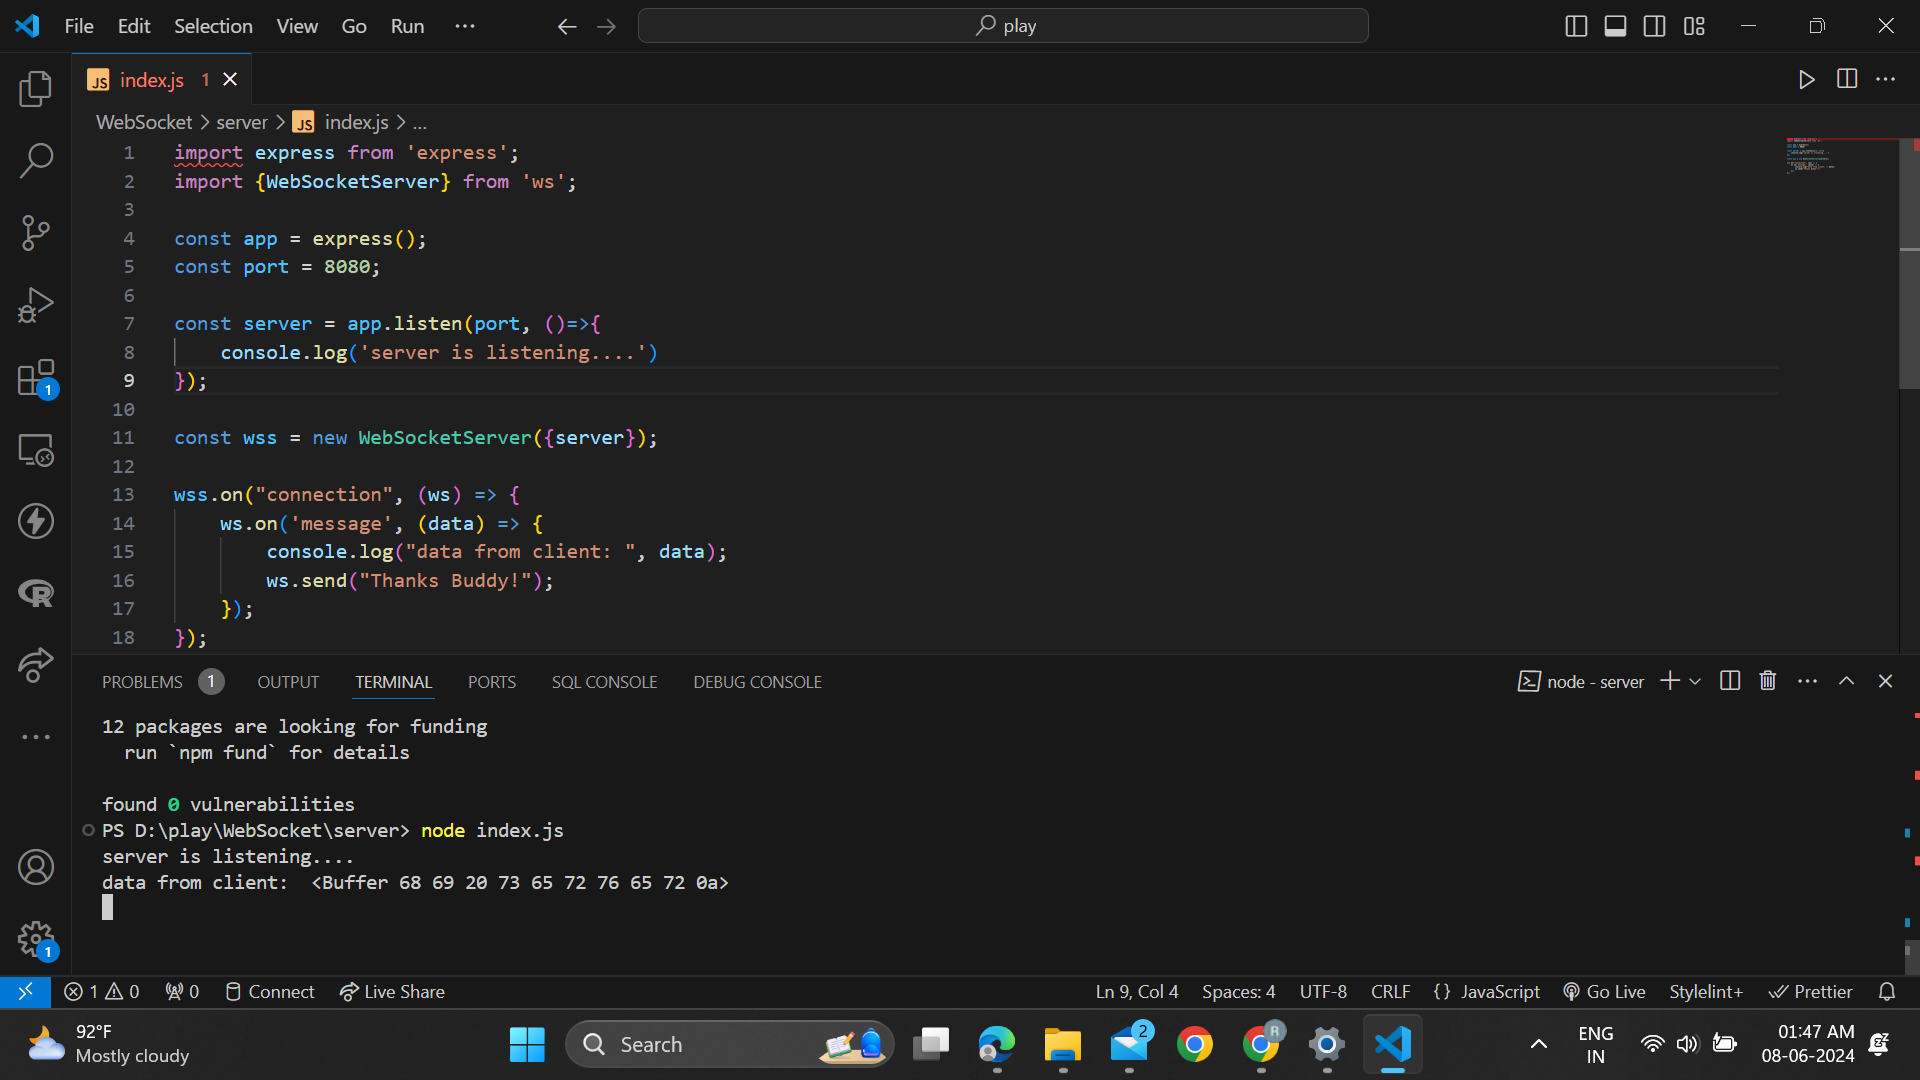 File Edit Selection View Go Run ··· play
JS index.js 1
WebSocket > server > JS index.js > ...
1 import express from 'express';
2 import {WebSocketServer} from 'ws';
3
4 const app = express();
5 const port = 8080;
6
7 const server = app.listen(port, ()=>{
8 console.log('server is listening....')
9 });
10
11 const wss = new WebSocketServer({server});
12
13 wss.on("connection", (ws) => {
14 ws.on('message', (data) => {
15 console.log("data from client: ", data);
16 ws.send("Thanks Buddy!");
17 });
18 });
1
PROBLEMS 1 OUTPUT TERMINAL PORTS SQL CONSOLE DEBUG CONSOLE node - server
12 packages are looking for funding
run `npm fund` for details
found 0 vulnerabilities
PS D:\play\WebSocket\server> node index.js
server is listening....
data from client:  <Buffer 68 69 20 73 65 72 76 65 72 0a>
1
1 0 0 Connect Live Share Ln 9, Col 4 Spaces: 4 UTF-8 CRLF {} JavaScript Go Live Stylelint+ Prettier
92°F
Mostly cloudy
Search
2
R
ENG
IN
01:47 AM
08-06-2024